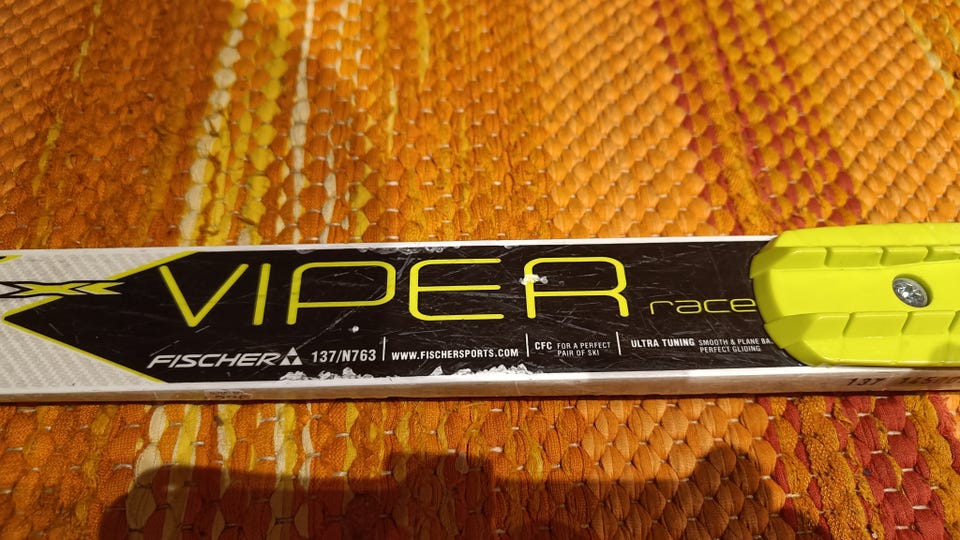 VIPER race
FISCHER 137/N763 WWW.FISCHERSPORTS.COM CFC FOR A PERFECT PAIR OF SKI ULTRA TUNING SMOOTH & PLANE BA PERFECT GLIDING
137